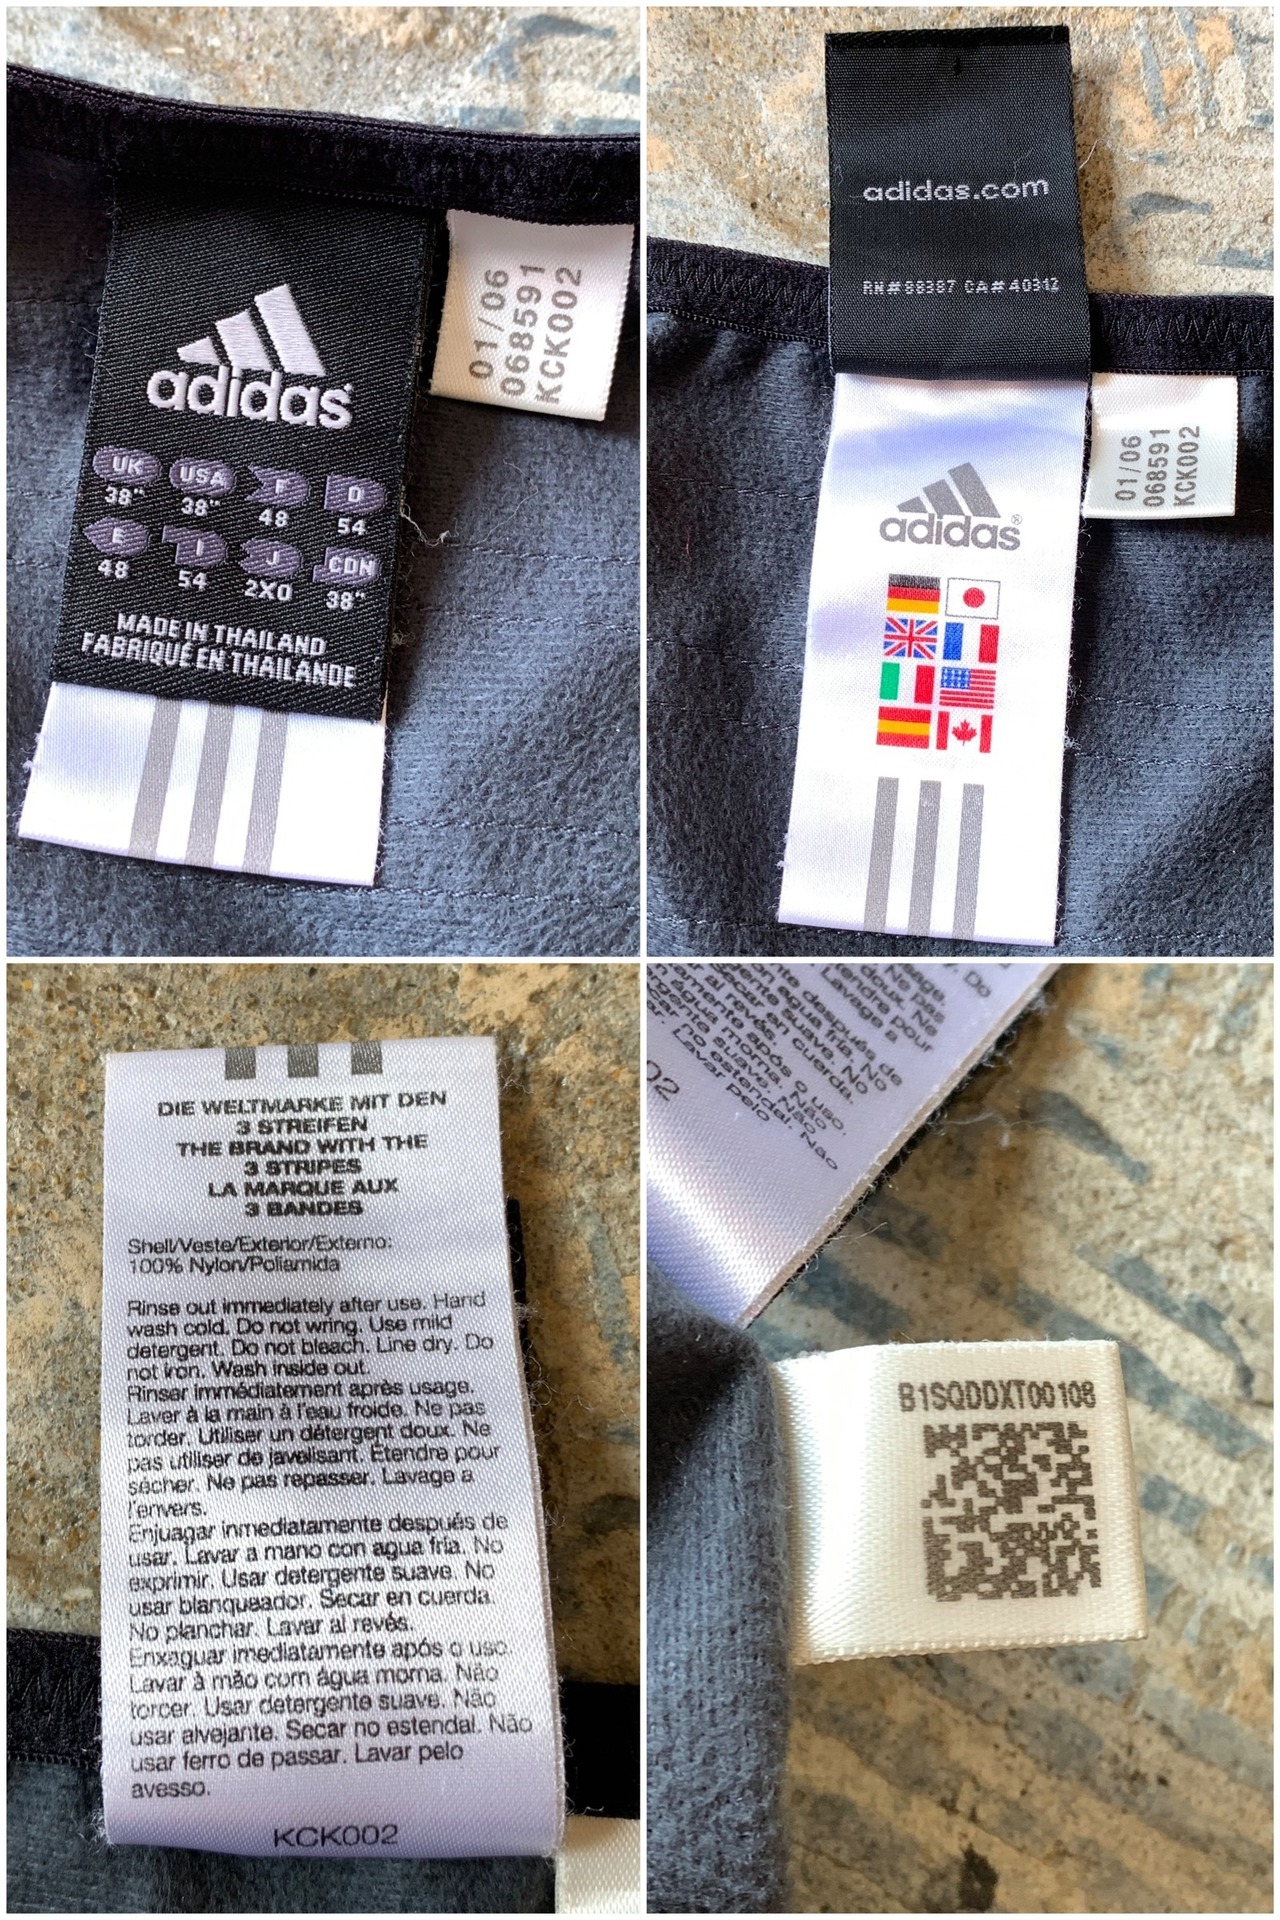 adidas
UK USA F D
38" 38" 48 54
E I J CDN
48 54 2XO 38"
MADE IN THAILAND
FABRIQUÉ EN THAILANDE
01/06
068591
KCK002
adidas.com
RN#88387 CA#40312
adidas®
01/06
068591
KCK002
DIE WELTMARKE MIT DEN
3 STREIFEN
THE BRAND WITH THE
3 STRIPES
LA MARQUE AUX
3 BANDES
Shell/Veste/Exterior/Externo:
100% Nylon/Poliamida
Rinse out immediately after use. Hand
wash cold. Do not wring. Use mild
detergent. Do not bleach. Line dry. Do
not iron. Wash inside out.
Rinser immédiatement après usage.
Laver à la main à l'eau froide. Ne pas
torder. Utiliser un détergent doux. Ne
pas utiliser de javelisant. Etendre pour
sécher. Ne pas repasser. Lavage a
l'envers.
Enjuagar inmediatamente después de
usar. Lavar a mano con agua fría. No
exprimir. Usar detergente suave. No
usar blanqueador. Secar en cuerda.
No planchar. Lavar al revés.
Enxaguar imediatamente após o uso.
Lavar à mão com água morna. Não
torcer. Usar detergente suave. Não
usar alvejante. Secar no estendal. Não
usar ferro de passar. Lavar pelo
avesso.
KCK002
B1SQDDXT00108